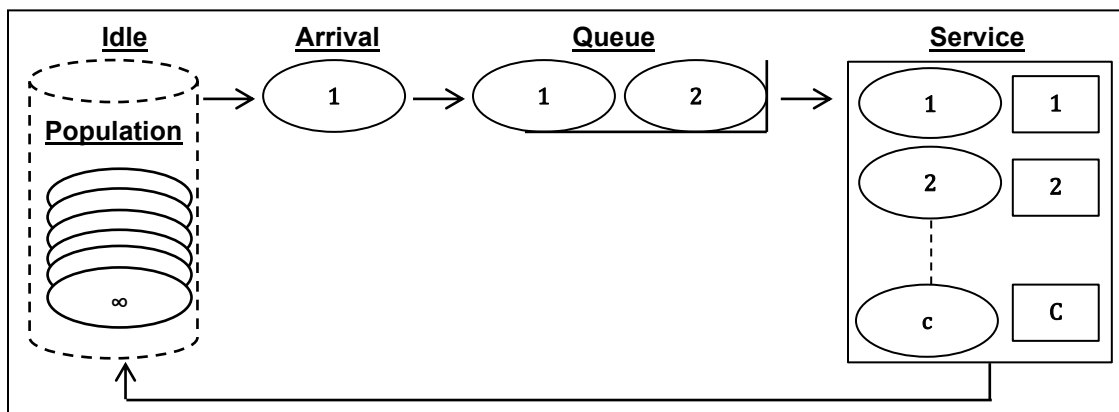 Idle
Arrival
Queue
Service
Population
1
1
2
1
1
2
2
∞
c
C